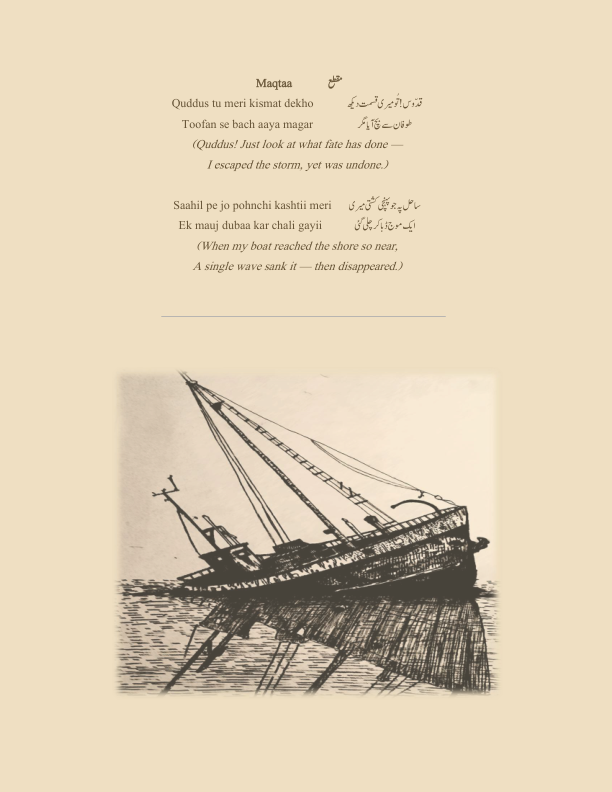 Maqtaa مقطع
Quddus tu meri kismat dekho قدّوس! تُو میری قسمت دیکھ
Toofan se bach aaya magar طوفان سے بچ آیا مگر
(Quddus! Just look at what fate has done —
I escaped the storm, yet was undone.)
Saahil pe jo pohnchi kashtii meri ساحل پہ جو پہنچی کشتی میری
Ek mauj dubaa kar chali gayii ایک موج ڈبا کر چلی گئی
(When my boat reached the shore so near,
A single wave sank it — then disappeared.)